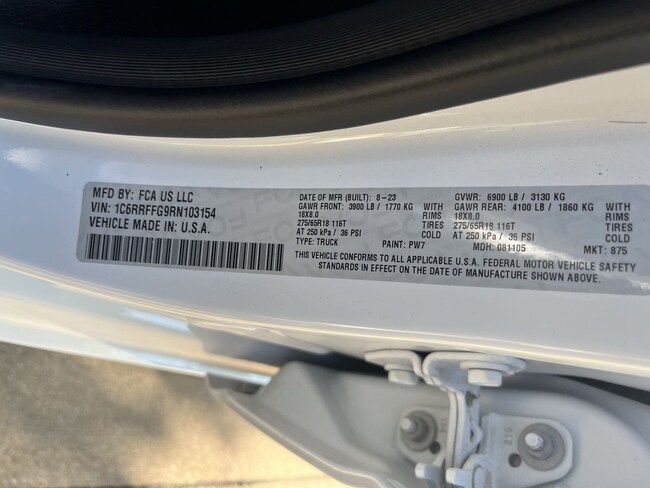 MFD BY: FCA US LLC
VIN: 1C6RRFFG9RN103154
VEHICLE MADE IN: U.S.A.
DATE OF MFR (BUILT): 8-23
GAWR FRONT: 3900 LB / 1770 KG WITH
18X8.0 RIMS
275/65R18 116T TIRES
AT 250 kPa / 36 PSI COLD
TYPE: TRUCK PAINT: PW7
GVWR: 6900 LB / 3130 KG
GAWR REAR: 4100 LB / 1860 KG WITH
18X8.0 RIMS
275/65R18 116T TIRES
AT 250 kPa / 36 PSI COLD
MDH: 081105 MKT: 875
THIS VEHICLE CONFORMS TO ALL APPLICABLE U.S.A. FEDERAL MOTOR VEHICLE SAFETY
STANDARDS IN EFFECT ON THE DATE OF MANUFACTURE SHOWN ABOVE.